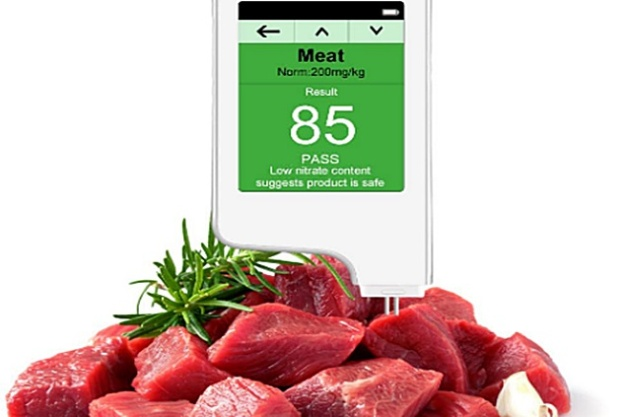 Meat
Norm:200mg/kg
Result
85
PASS
Low nitrate content
suggests product is safe